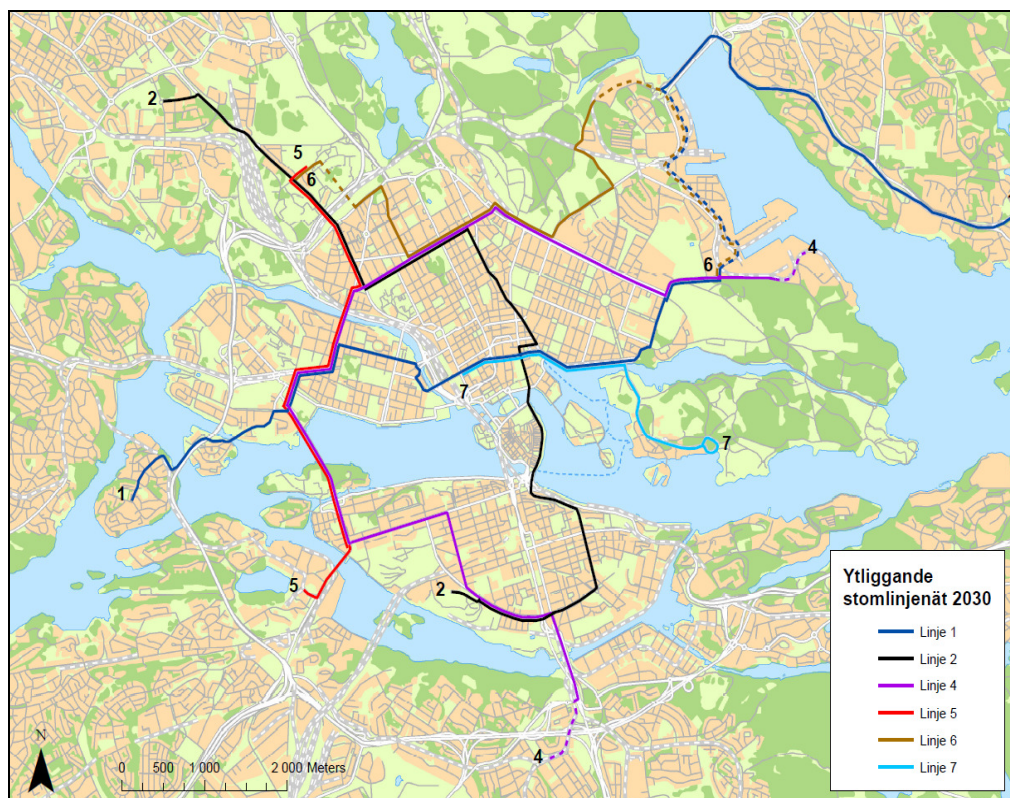 2
5
6
4
6
1
7
7
1
5
2
4
N
0 500 1 000 2 000 Meters
Ytliggande
stomlinjenät 2030
Linje 1
Linje 2
Linje 4
Linje 5
Linje 6
Linje 7